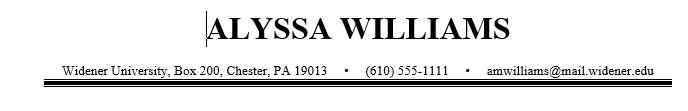 ALYSSA WILLIAMS
Widener University, Box 200, Chester, PA 19013 • (610) 555-1111 • amwilliams@mail.widener.edu